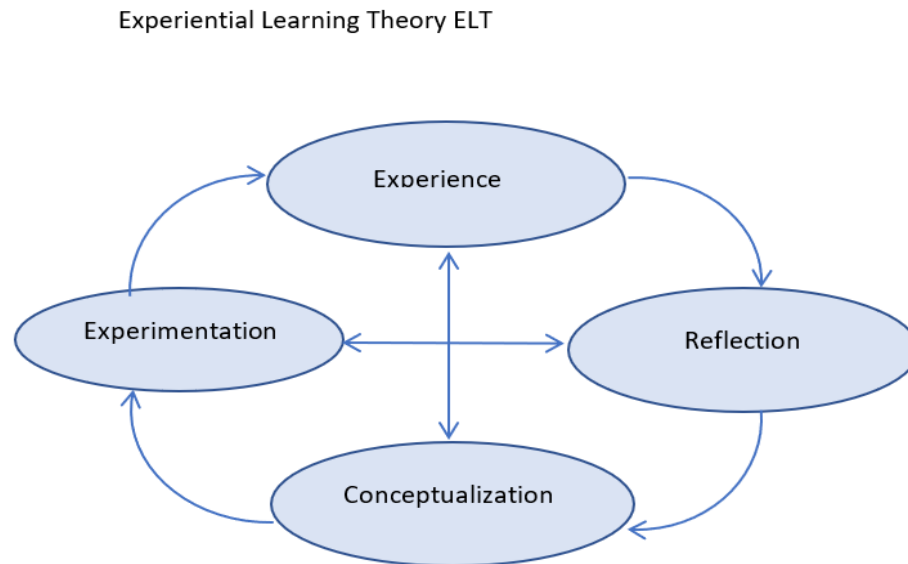 Experiential Learning Theory ELT
Experience
Experimentation
Reflection
Conceptualization